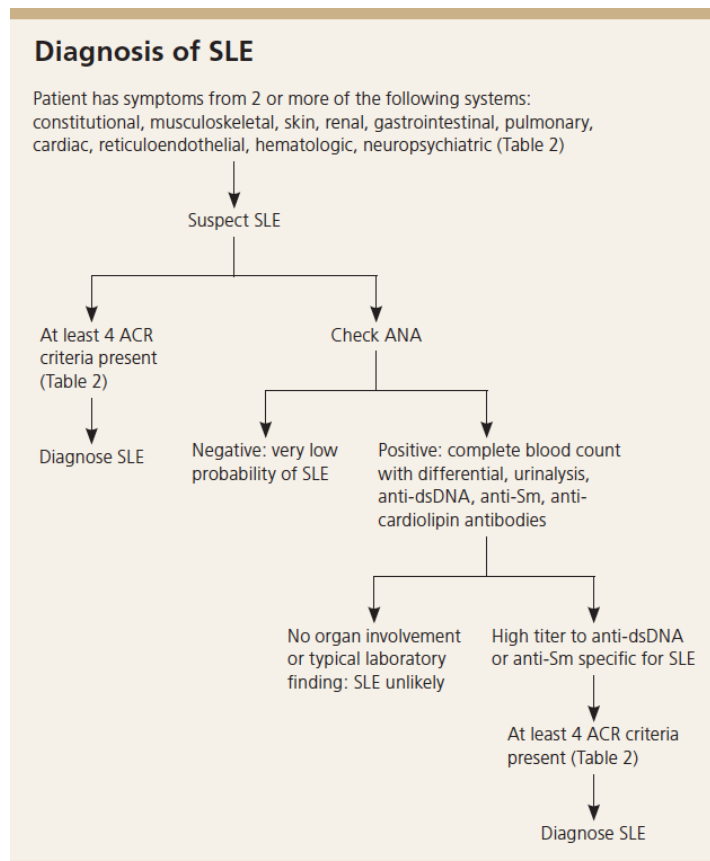 Diagnosis of SLE
Patient has symptoms from 2 or more of the following systems:
constitutional, musculoskeletal, skin, renal, gastrointestinal, pulmonary,
cardiac, reticuloendothelial, hematologic, neuropsychiatric (Table 2)
Suspect SLE
At least 4 ACR
criteria present
(Table 2)
Diagnose SLE
Check ANA
Negative: very low
probability of SLE
Positive: complete blood count
with differential, urinalysis,
anti-dsDNA, anti-Sm, anti-
cardiolipin antibodies
No organ involvement
or typical laboratory
finding: SLE unlikely
High titer to anti-dsDNA
or anti-Sm specific for SLE
At least 4 ACR criteria
present (Table 2)
Diagnose SLE